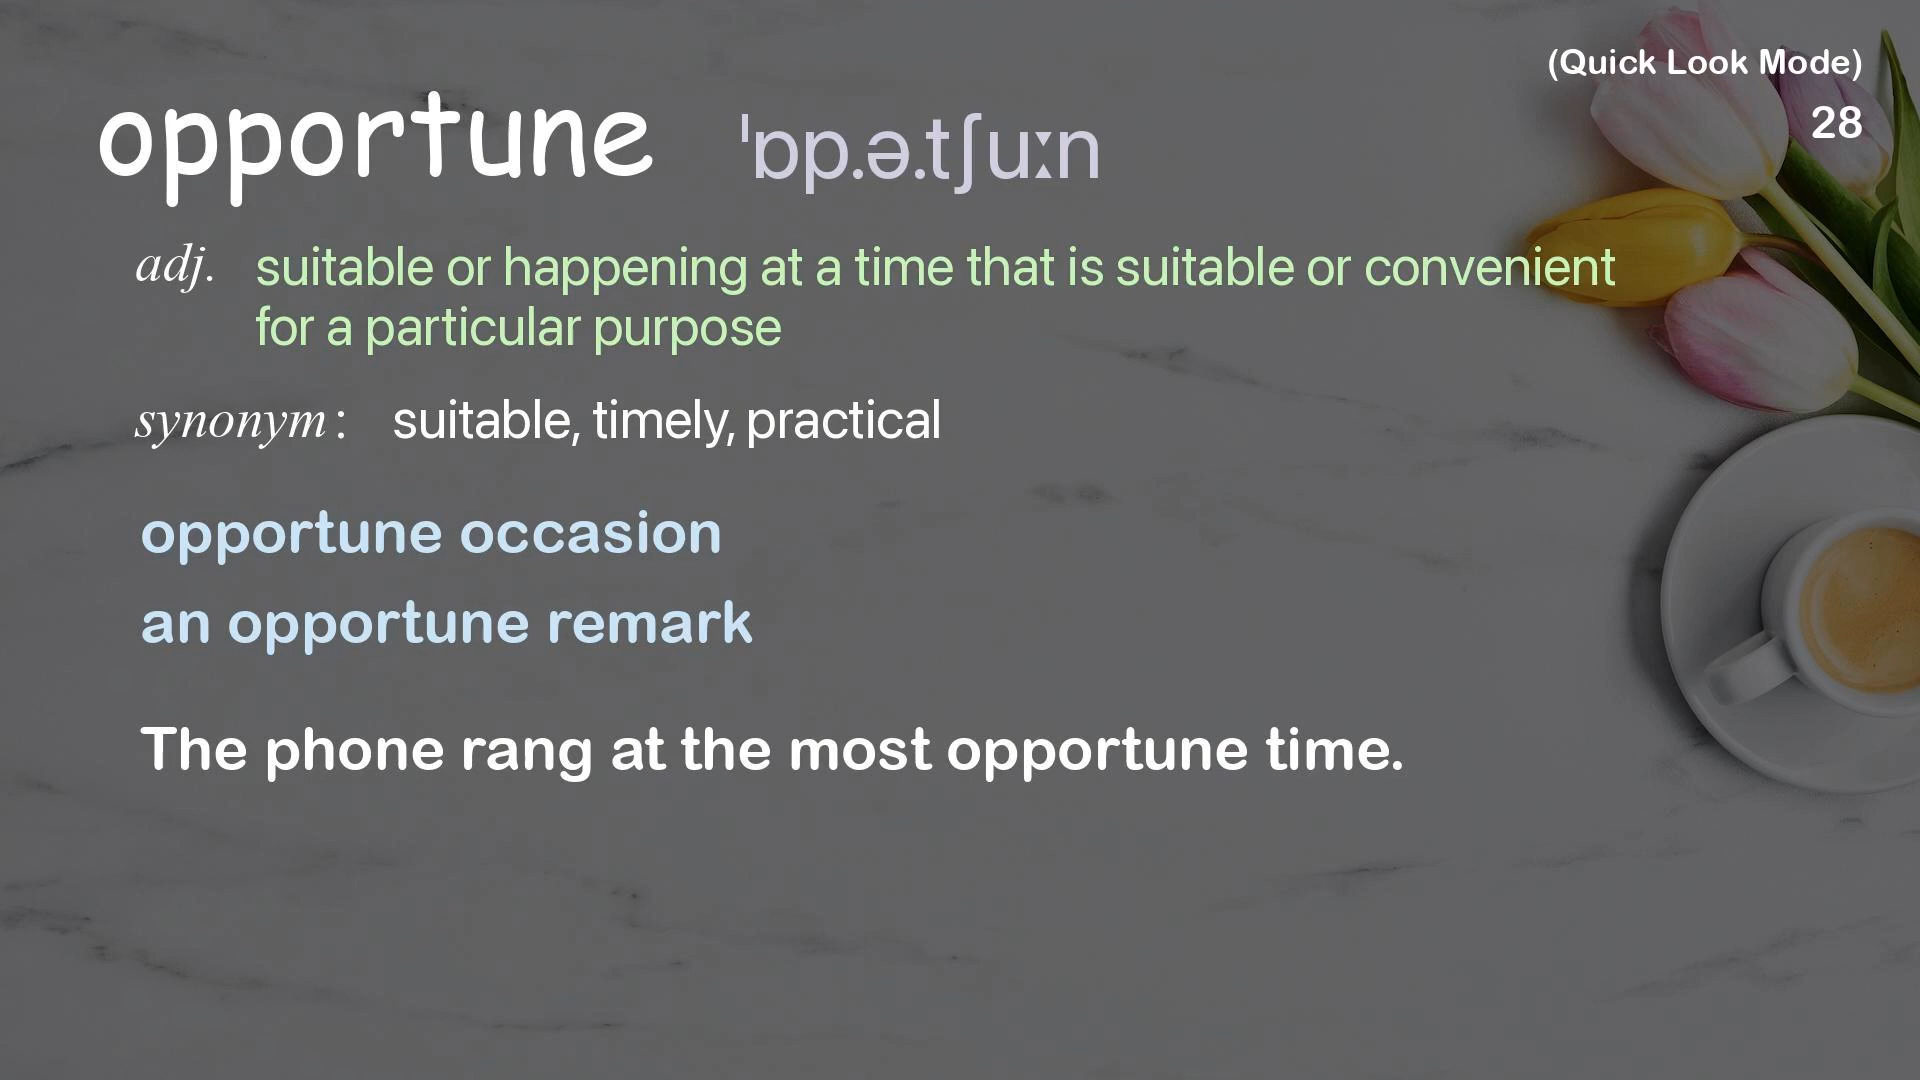 (Quick Look Mode)
28
opportune ˈɒp.ə.tʃuːn
adj. suitable or happening at a time that is suitable or convenient
for a particular purpose
synonym: suitable, timely, practical
opportune occasion
an opportune remark
The phone rang at the most opportune time.